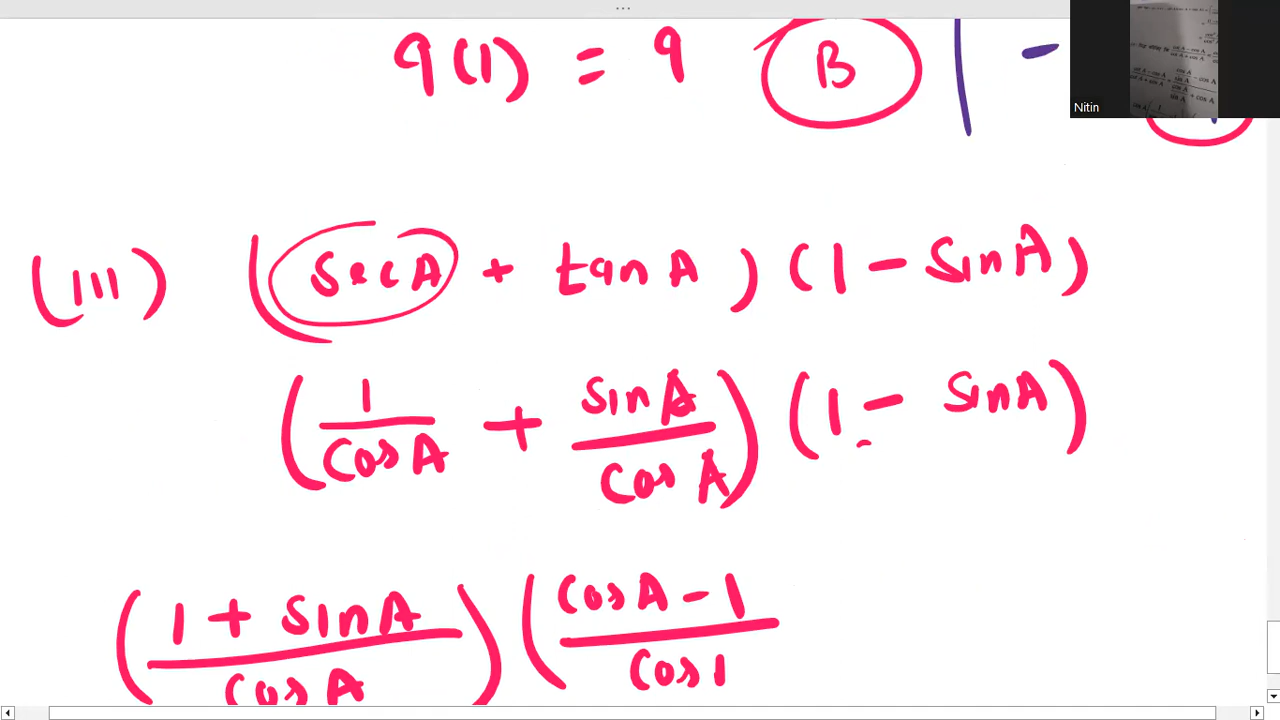 9(1) = 9 B | -
(III) (SecA + tanA) (1 - SinA)
(1/CosA + SinA/CosA) (1 - SinA)
(1 + SinA/CosA) (CosA - 1/Cos1
Nitin